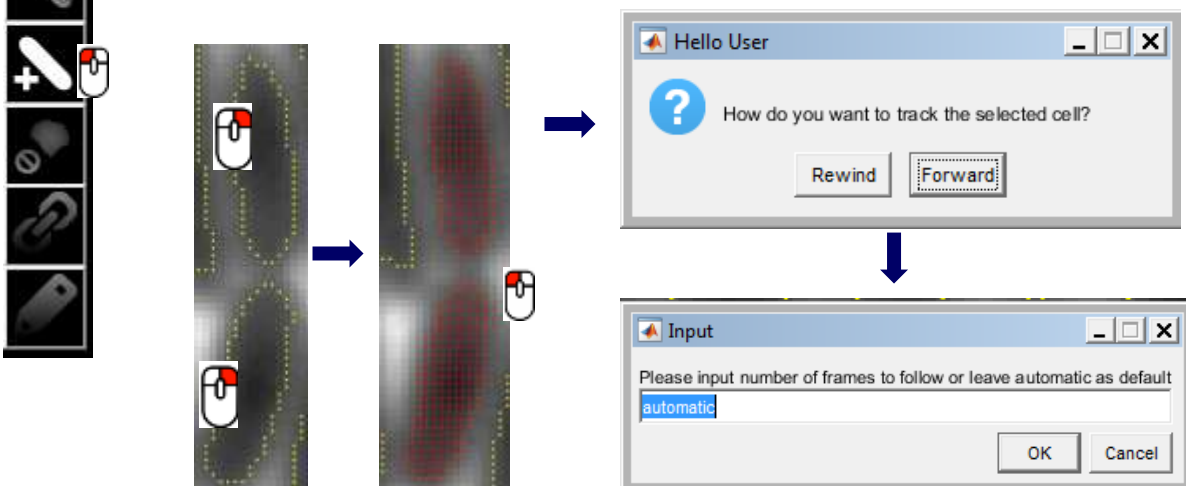 Hello User
How do you want to track the selected cell?
Rewind
Forward
Input
Please input number of frames to follow or leave automatic as default
automatic
OK
Cancel